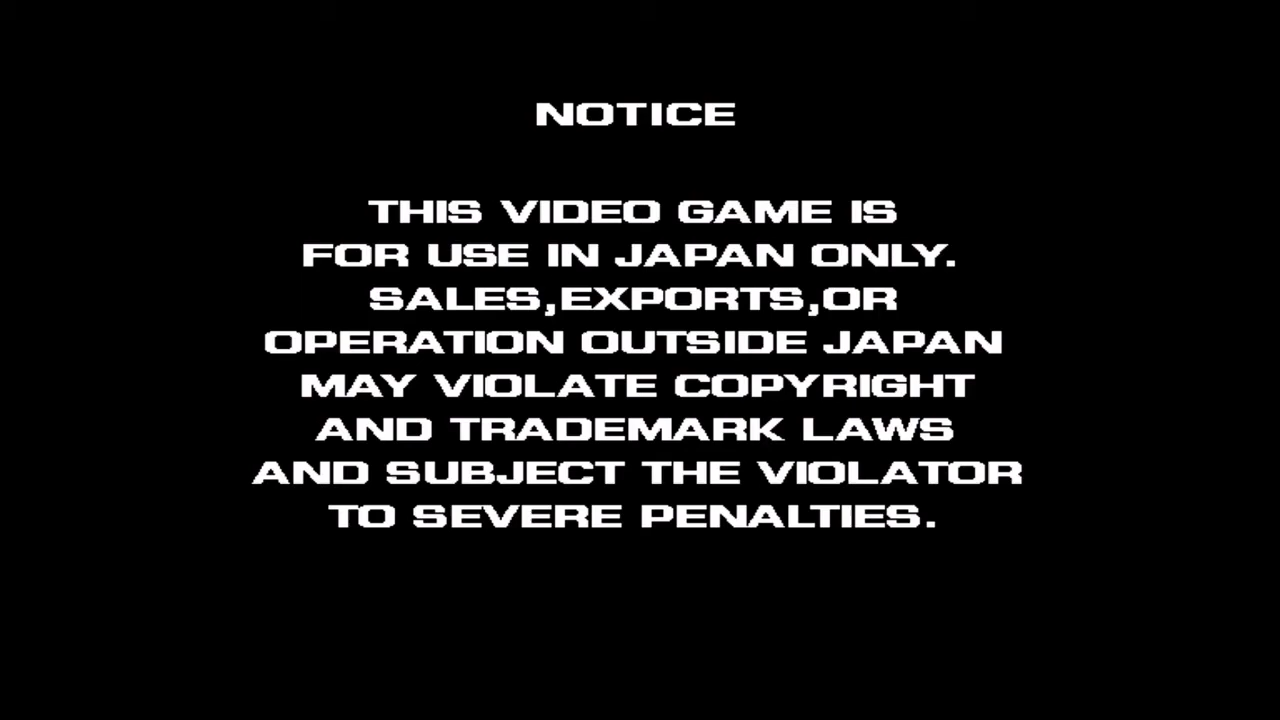 NOTICE
THIS VIDEO GAME IS
FOR USE IN JAPAN ONLY.
SALES,EXPORTS,OR
OPERATION OUTSIDE JAPAN
MAY VIOLATE COPYRIGHT
AND TRADEMARK LAWS
AND SUBJECT THE VIOLATOR
TO SEVERE PENALTIES.